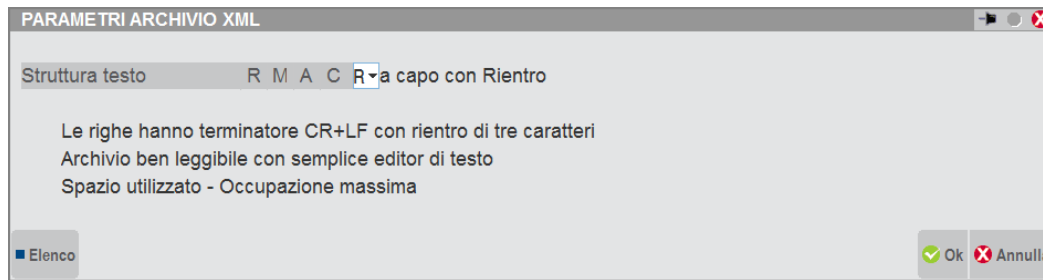 PARAMETRI ARCHIVIO XML
Struttura testo R M A C R a capo con Rientro
Le righe hanno terminatore CR+LF con rientro di tre caratteri
Archivio ben leggibile con semplice editor di testo
Spazio utilizzato - Occupazione massima
Elenco Ok Annulla